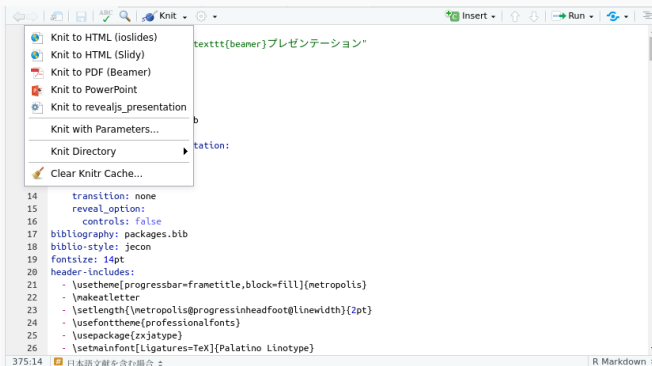 ABC Knit Insert Run
Knit to HTML (ioslides)
texttt{beamer}プレゼンテーション"
Knit to HTML (Slidy)
Knit to PDF (Beamer)
Knit to PowerPoint
Knit to revealjs_presentation
b
Knit with Parameters...
tation:
Knit Directory
Clear Knitr Cache...
14 transition: none
15 reveal_option:
16 controls: false
17 bibliography: packages.bib
18 biblio-style: jecon
19 fontsize: 14pt
20 header-includes:
21 - \usetheme[progressbar=frametitle,block=fill]{metropolis}
22 - \makeatletter
23 - \setlength{\metropolis@progressinheadfoot@linewidth}{2pt}
24 - \usefonttheme{professionalfonts}
25 - \usepackage{zxjatype}
26 - \setmainfont[Ligatures=TeX]{Palatino Linotype}
375:14 # 日本語文献を含む場合 R Markdown